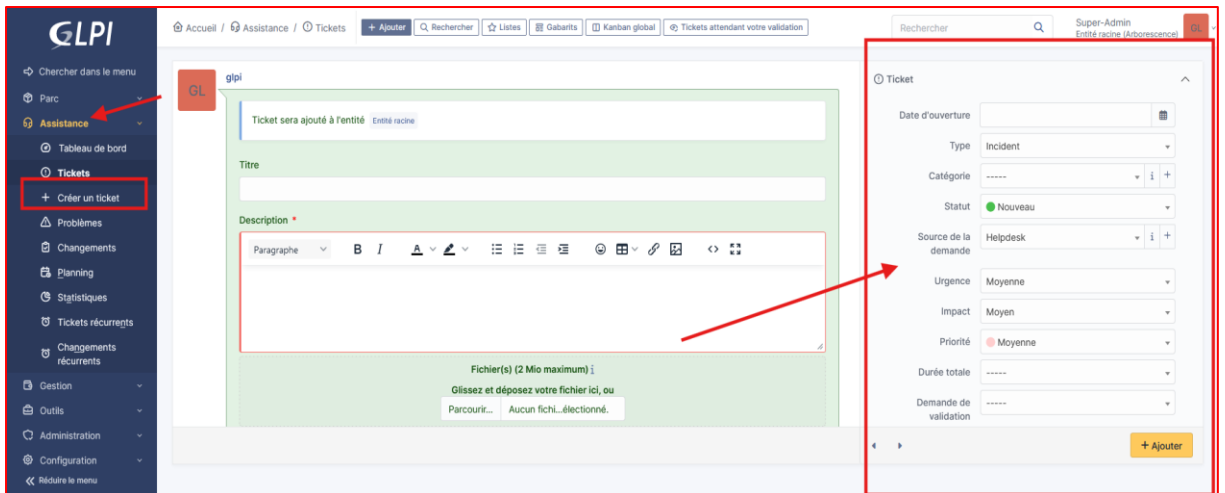 GLPI
Chercher dans le menu
Parc
Assistance
Tableau de bord
Tickets
+ Créer un ticket
Problèmes
Changements
Planning
Statistiques
Tickets récurrents
Changements
récurrents
Gestion
Outils
Administration
Configuration
Réduire le menu
Accueil / Assistance / Tickets
+ Ajouter
Rechercher
Listes
Gabarits
Kanban global
Tickets attendant votre validation
Rechercher
Super-Admin
Entité racine (Arborescence)
GL
GL
glpi
Ticket sera ajouté à l'entité Entité racine
Titre
Description *
Paragraphe
B I A
Fichier(s) (2 Mio maximum) i
Glissez et déposez votre fichier ici, ou
Parcourir... Aucun fichi...électionné.
Ticket
Date d'ouverture
Type Incident
Catégorie ----- i +
Statut Nouveau
Source de la
demande
Helpdesk i +
Urgence Moyenne
Impact Moyen
Priorité Moyenne
Durée totale -----
Demande de
validation
-----
+ Ajouter